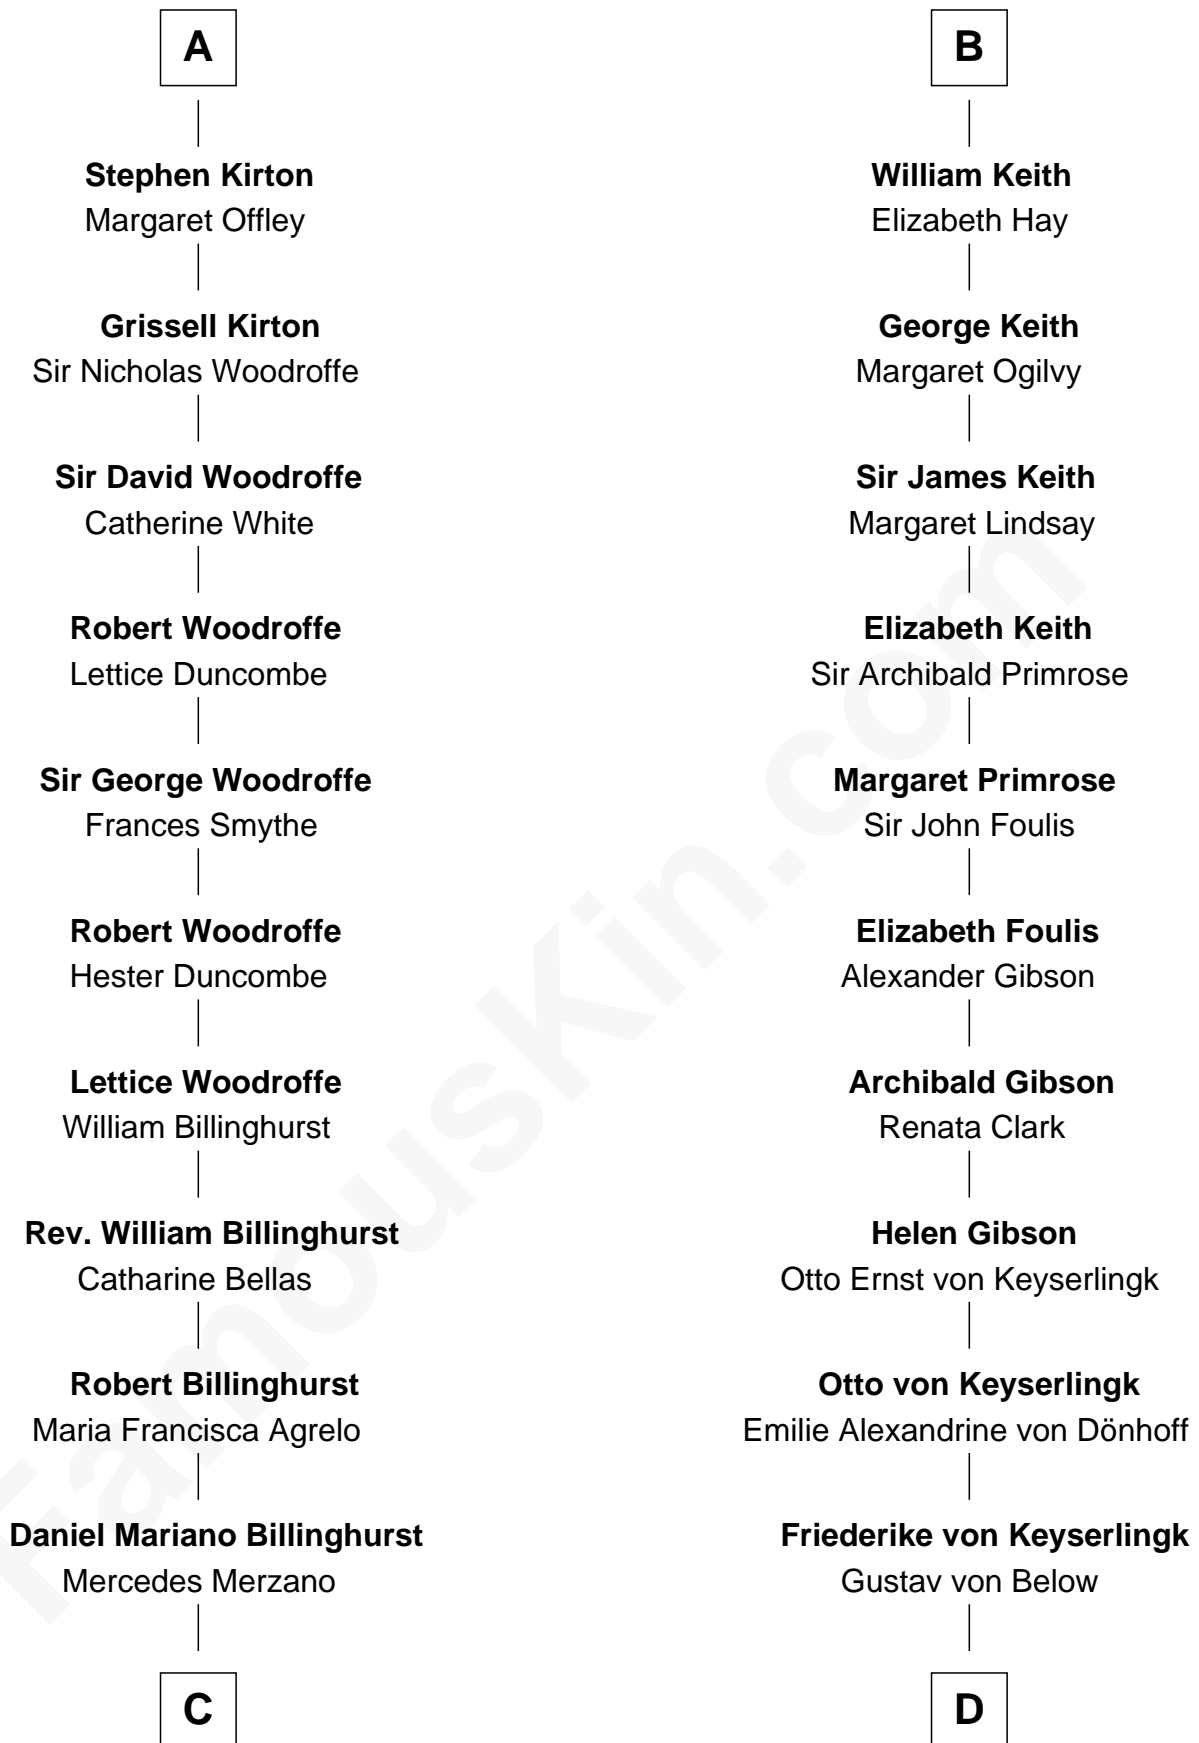 A
Stephen Kirton
Margaret Offley
Grissell Kirton
Sir Nicholas Woodroffe
Sir David Woodroffe
Catherine White
Robert Woodroffe
Lettice Duncombe
Sir George Woodroffe
Frances Smythe
Robert Woodroffe
Hester Duncombe
Lettice Woodroffe
William Billinghurst
Rev. William Billinghurst
Catharine Bellas
Robert Billinghurst
Maria Francisca Agrelo
Daniel Mariano Billinghurst
Mercedes Merzano
C
B
William Keith
Elizabeth Hay
George Keith
Margaret Ogilvy
Sir James Keith
Margaret Lindsay
Elizabeth Keith
Sir Archibald Primrose
Margaret Primrose
Sir John Foulis
Elizabeth Foulis
Alexander Gibson
Archibald Gibson
Renata Clark
Helen Gibson
Otto Ernst von Keyserlingk
Otto von Keyserlingk
Emilie Alexandrine von Dönhoff
Friederike von Keyserlingk
Gustav von Below
D
FamousKin.com